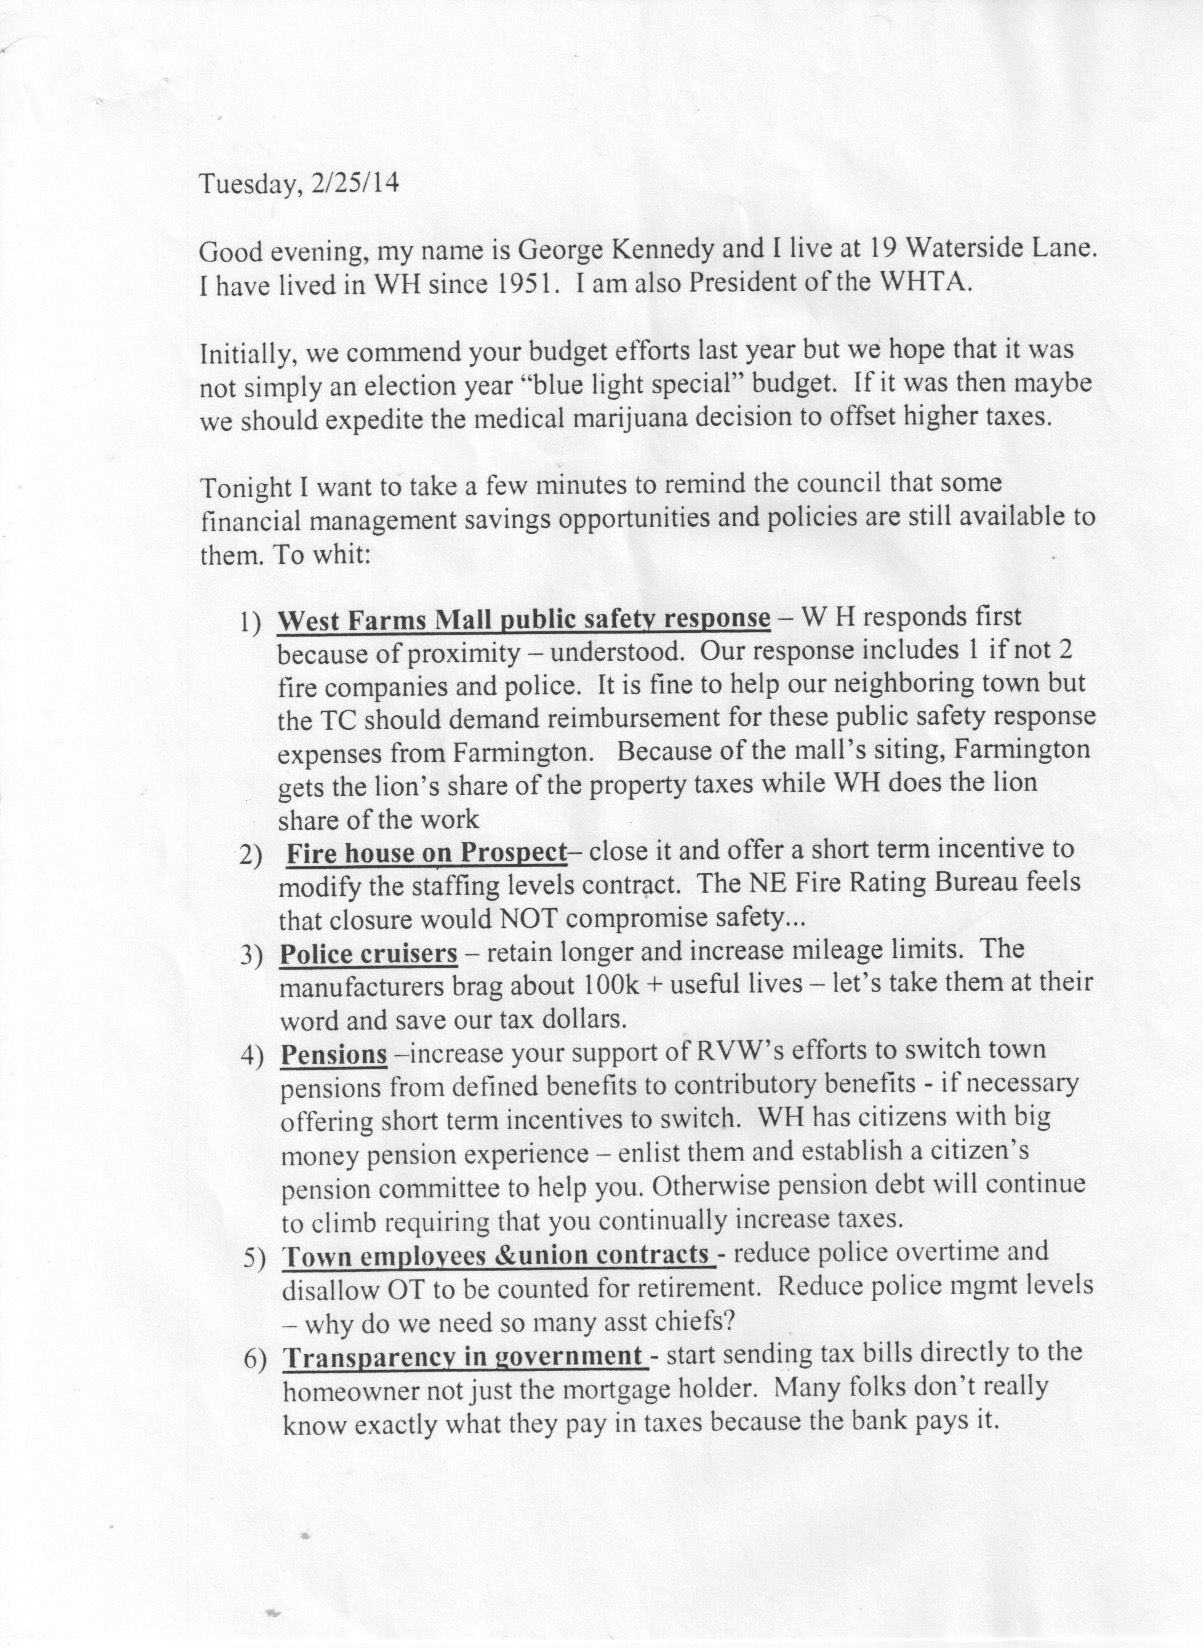 Tuesday, 2/25/14
Good evening, my name is George Kennedy and I live at 19 Waterside Lane.
I have lived in WH since 1951.  I am also President of the WHTA.
Initially, we commend your budget efforts last year but we hope that it was
not simply an election year “blue light special” budget.  If it was then maybe
we should expedite the medical marijuana decision to offset higher taxes.
Tonight I want to take a few minutes to remind the council that some
financial management savings opportunities and policies are still available to
them. To whit:
1) West Farms Mall public safety response – W H responds first
because of proximity – understood.  Our response includes 1 if not 2
fire companies and police.  It is fine to help our neighboring town but
the TC should demand reimbursement for these public safety response
expenses from Farmington.   Because of the mall’s siting, Farmington
gets the lion’s share of the property taxes while WH does the lion
share of the work
2) Fire house on Prospect– close it and offer a short term incentive to
modify the staffing levels contract.  The NE Fire Rating Bureau feels
that closure would NOT compromise safety...
3) Police cruisers – retain longer and increase mileage limits.  The
manufacturers brag about 100k + useful lives – let’s take them at their
word and save our tax dollars.
4) Pensions –increase your support of RVW’s efforts to switch town
pensions from defined benefits to contributory benefits - if necessary
offering short term incentives to switch.  WH has citizens with big
money pension experience – enlist them and establish a citizen’s
pension committee to help you. Otherwise pension debt will continue
to climb requiring that you continually increase taxes.
5) Town employees &union contracts - reduce police overtime and
disallow OT to be counted for retirement.  Reduce police mgmt levels
– why do we need so many asst chiefs?
6) Transparency in government - start sending tax bills directly to the
homeowner not just the mortgage holder.  Many folks don’t really
know exactly what they pay in taxes because the bank pays it.